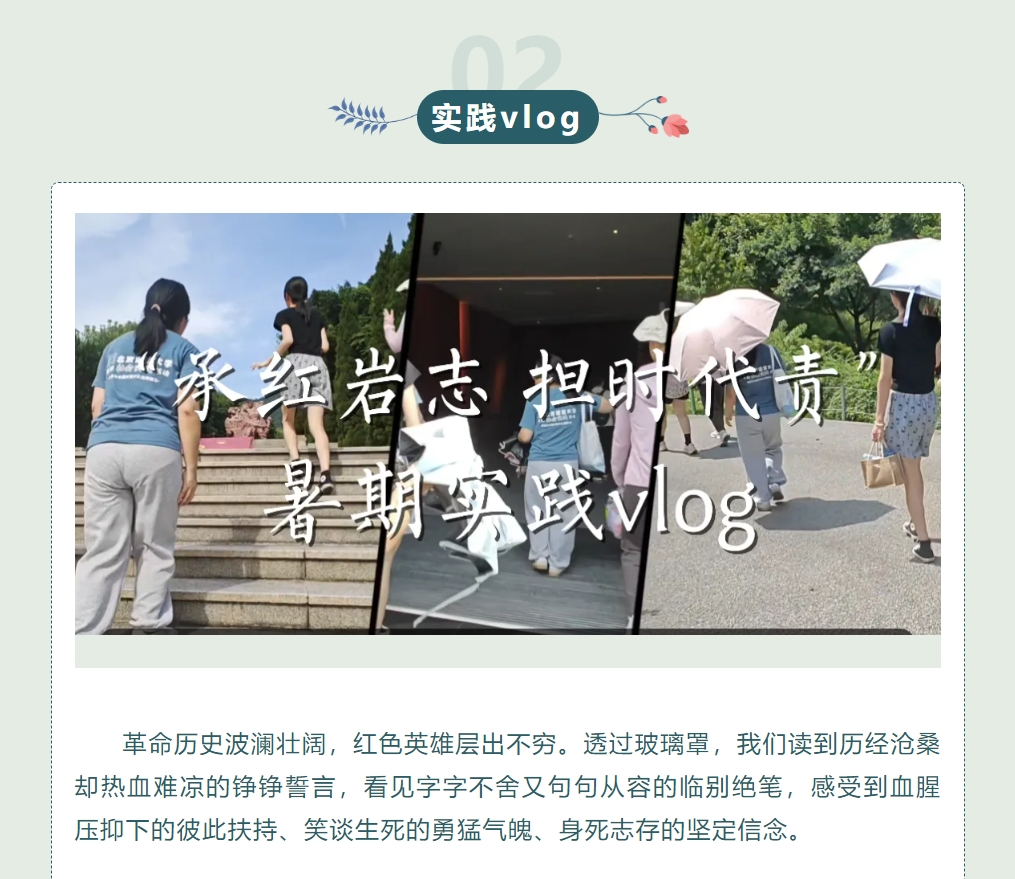 02
实践vlog
“承红岩志 担时代责”
暑期实践vlog
革命历史波澜壮阔，红色英雄层出不穷。透过玻璃罩，我们读到历经沧桑
却热血难凉的铮铮誓言，看见字字不舍又句句从容的临别绝笔，感受到血腥
压抑下的彼此扶持、笑谈生死的勇猛气魄、身死志存的坚定信念。